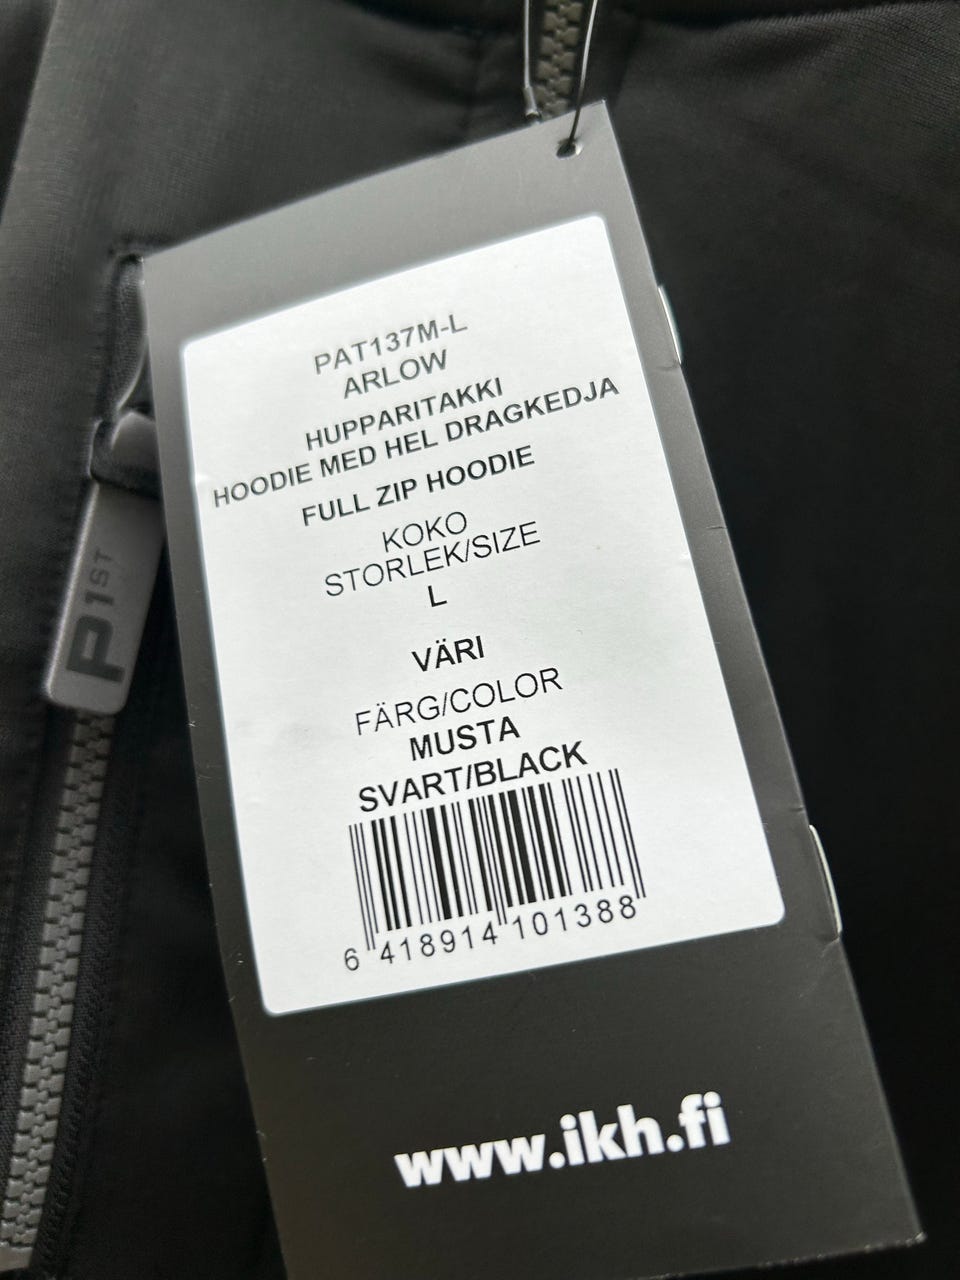 PAT137M-L
ARLOW
HUPPARITAKKI
HOODIE MED HEL DRAGKEDJA
FULL ZIP HOODIE
KOKO
STORLEK/SIZE
L
VÄRI
FÄRG/COLOR
MUSTA
SVART/BLACK
6 418914 101388
www.ikh.fi
P1ST